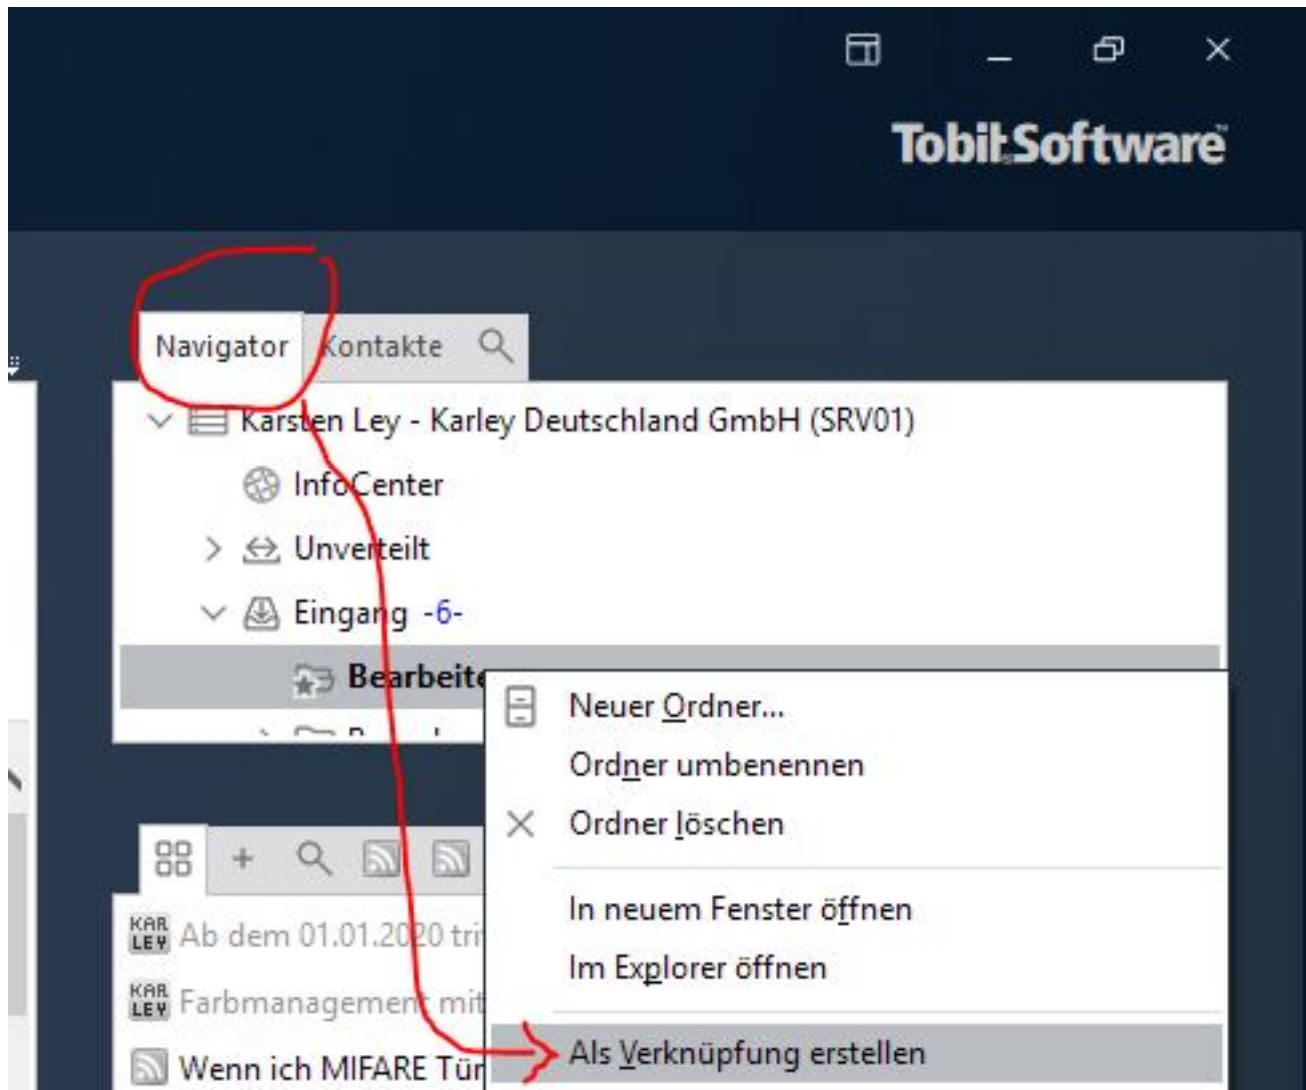 Tobit.Software
Navigator Kontakte
Karsten Ley - Karley Deutschland GmbH (SRV01)
InfoCenter
Unverteilt
Eingang -6-
Bearbeite
Neuer Ordner...
Ordner umbenennen
Ordner löschen
In neuem Fenster öffnen
Im Explorer öffnen
Als Verknüpfung erstellen
KAR LEY Ab dem 01.01.2020 tri
KAR LEY Farbmanagement mit
Wenn ich MIFARE Tür